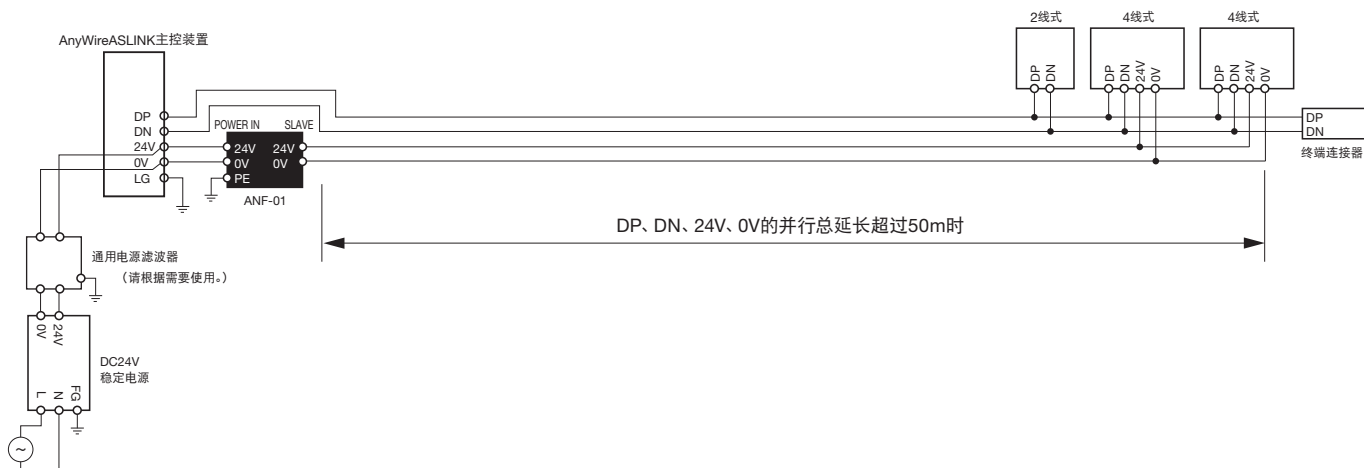 2线式
4线式
4线式
AnyWireASLINK主控装置
DP
DN
DP
DN
24V
0V
DP
DN
24V
0V
DP
DN
24V
0V
LG
POWER IN
SLAVE
24V
0V
PE
24V
0V
ANF-01
DP
DN
终端连接器
DP、DN、24V、0V的并行总延长超过50m时
通用电源滤波器
（请根据需要使用。）
0V
24V
DC24V
稳定电源
L
N
FG
~